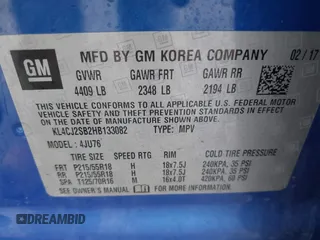 GM
MFD BY GM KOREA COMPANY 02/17
GVWR GAWR FRT GAWR RR
4409 LB 2348 LB 2194 LB
THIS VEHICLE CONFORMS TO ALL APPLICABLE U.S. FEDERAL MOTOR
VEHICLE SAFETY, BUMPER, AND THEFT PREVENTION STANDARDS
IN EFFECT ON THE DATE OF MANUFACTURE SHOWN ABOVE.
KL4CJ2SB2HB133082 TYPE: MPV
MODEL: 4JU76
TIRE SIZE SPEED RTG RIM COLD TIRE PRESSURE
FRT P215/55R18 H 18x7.5J 240KPA, 35 PSI
RR P215/55R18 H 18x7.5J 240KPA, 35 PSI
SPA T125/70R16 M 16x4.0T 420KPA, 60 PSI
SEE OWNER'S MANUAL FOR ADDITIONAL INFORMATION
DREAMBID